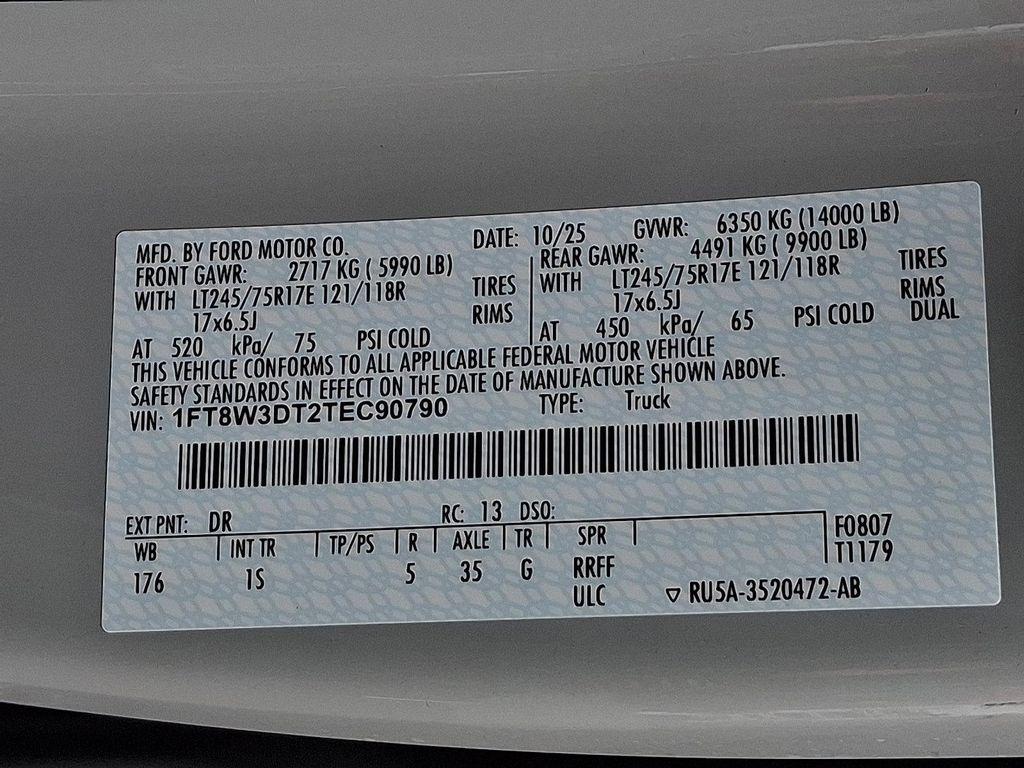 MFD. BY FORD MOTOR CO. DATE: 10/25 GVWR: 6350 KG (14000 LB)
FRONT GAWR: 2717 KG ( 5990 LB) REAR GAWR: 4491 KG ( 9900 LB)
WITH LT245/75R17E 121/118R TIRES WITH LT245/75R17E 121/118R TIRES
17x6.5J RIMS 17x6.5J RIMS
AT 520 kPa/ 75 PSI COLD AT 450 kPa/ 65 PSI COLD DUAL
THIS VEHICLE CONFORMS TO ALL APPLICABLE FEDERAL MOTOR VEHICLE
SAFETY STANDARDS IN EFFECT ON THE DATE OF MANUFACTURE SHOWN ABOVE.
VIN: 1FT8W3DT2TEC90790 TYPE: Truck
EXT PNT: DR RC: 13 DSO:
WB INT TR TP/PS R AXLE TR SPR F0807
176 1S 5 35 G RRFF T1179
ULC ▽ RU5A-3520472-AB